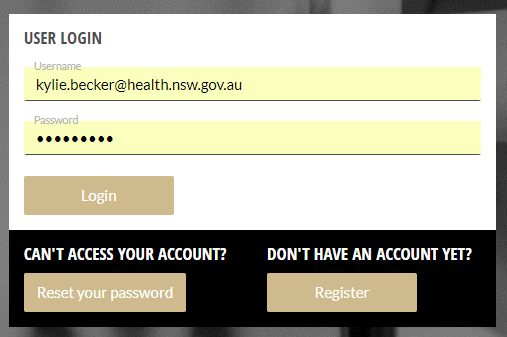 USER LOGIN
Username
kylie.becker@health.nsw.gov.au
Password
•••••••••
Login
CAN'T ACCESS YOUR ACCOUNT?
Reset your password
DON'T HAVE AN ACCOUNT YET?
Register